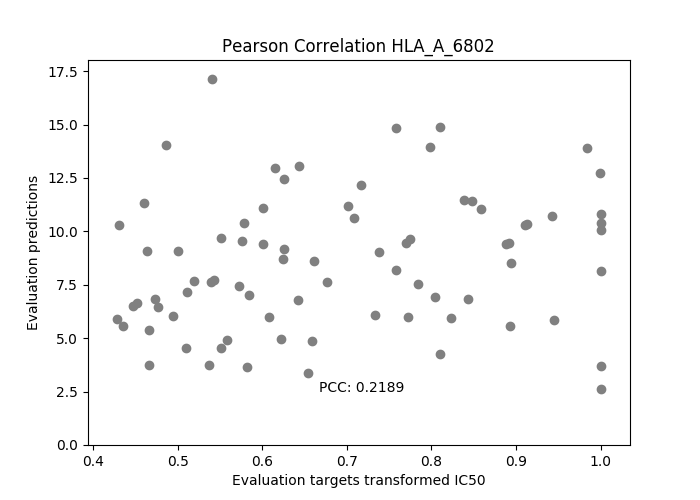 Pearson Correlation HLA_A_6802
Evaluation predictions
17.5
15.0
12.5
10.0
7.5
5.0
2.5
0.0
PCC: 0.2189
0.4 0.5 0.6 0.7 0.8 0.9 1.0
Evaluation targets transformed IC50